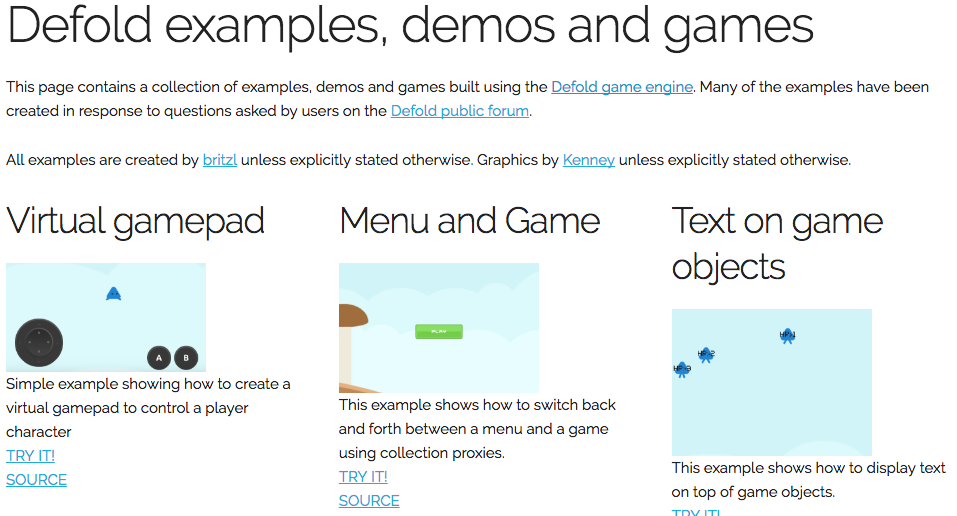 Defold examples, demos and games
This page contains a collection of examples, demos and games built using the Defold game engine. Many of the examples have been
created in response to questions asked by users on the Defold public forum.
All examples are created by britzl unless explicitly stated otherwise. Graphics by Kenney unless explicitly stated otherwise.
Virtual gamepad
A
B
Simple example showing how to create a
virtual gamepad to control a player
character
TRY IT!
SOURCE
Menu and Game
PLAY
This example shows how to switch back
and forth between a menu and a game
using collection proxies.
TRY IT!
SOURCE
Text on game
objects
This example shows how to display text
on top of game objects.
TRY IT!